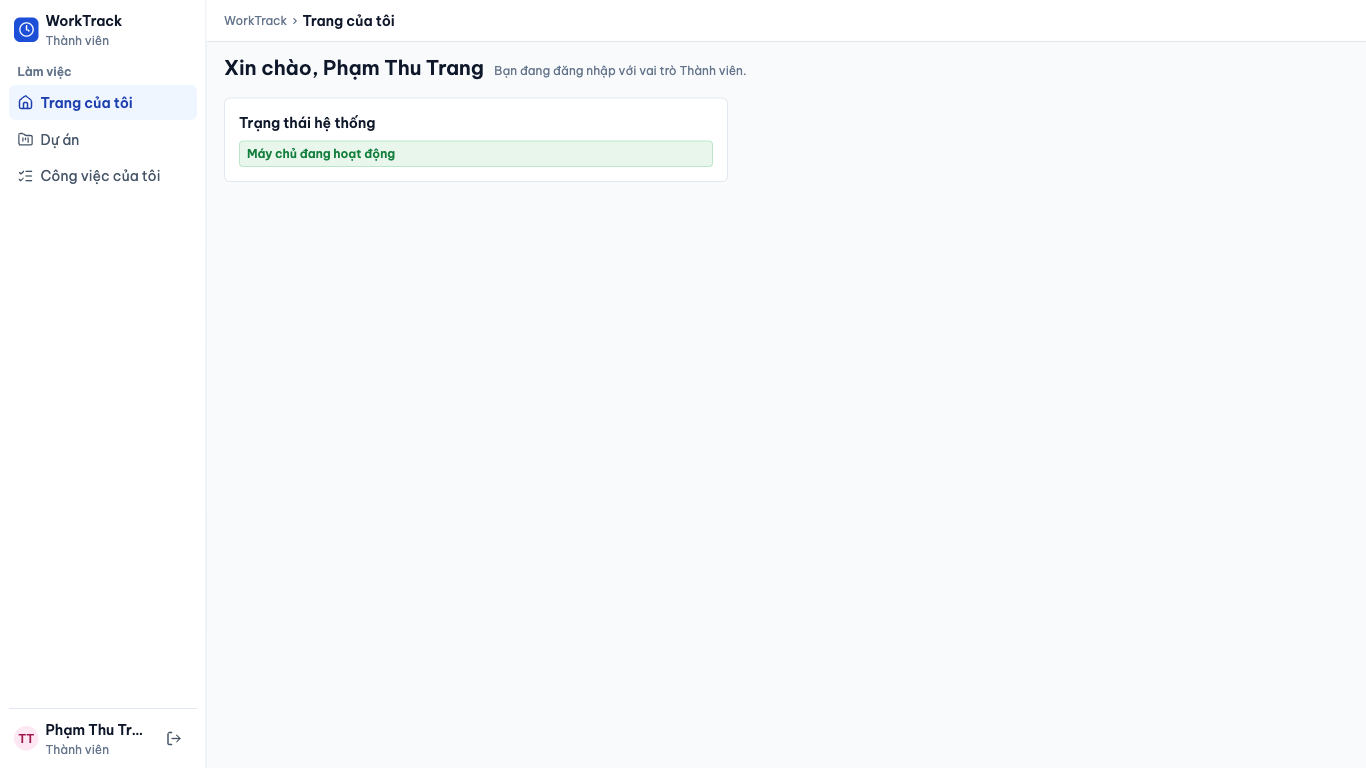 WorkTrack
Thành viên
Làm việc
Trang của tôi
Dự án
Công việc của tôi
Phạm Thu Tr...
TT
Thành viên
WorkTrack › Trang của tôi
Xin chào, Phạm Thu Trang Bạn đang đăng nhập với vai trò Thành viên.
Trạng thái hệ thống
Máy chủ đang hoạt động